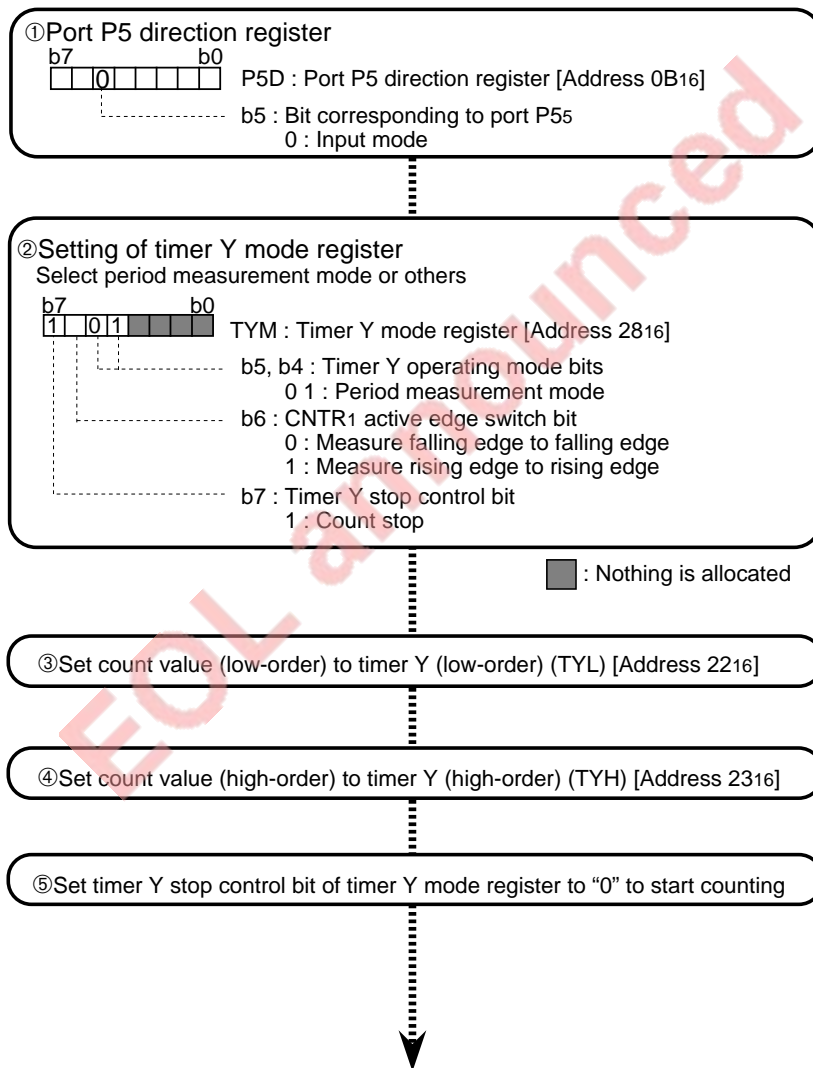 ①Port P5 direction register
b7 b0
0
P5D : Port P5 direction register [Address 0B16]
b5 : Bit corresponding to port P55
0 : Input mode
②Setting of timer Y mode register
Select period measurement mode or others
b7 b0
1 0 1
TYM : Timer Y mode register [Address 2816]
b5, b4 : Timer Y operating mode bits
0 1 : Period measurement mode
b6 : CNTR1 active edge switch bit
0 : Measure falling edge to falling edge
1 : Measure rising edge to rising edge
b7 : Timer Y stop control bit
1 : Count stop
: Nothing is allocated
③Set count value (low-order) to timer Y (low-order) (TYL) [Address 2216]
④Set count value (high-order) to timer Y (high-order) (TYH) [Address 2316]
⑤Set timer Y stop control bit of timer Y mode register to “0” to start counting
EOL announced